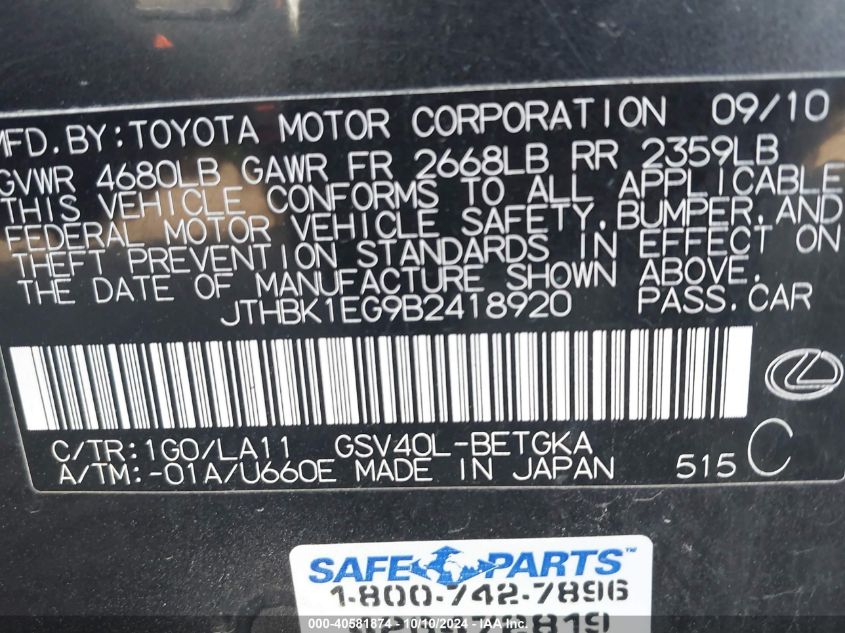 MFD. BY: TOYOTA MOTOR CORPORATION 09/10
GVWR 4680LB GAWR FR 2668LB RR 2359LB
THIS VEHICLE CONFORMS TO ALL APPLICABLE
FEDERAL MOTOR VEHICLE SAFETY, BUMPER, AND
THEFT PREVENTION STANDARDS IN EFFECT ON
THE DATE OF MANUFACTURE SHOWN ABOVE.
JTHBK1EG9B2418920 PASS. CAR
C/TR: 1G0/LA11 GSV40L-BETGKA
A/TM: -01A/U660E MADE IN JAPAN 515 C
SAFE PARTS™
1-800-742-7896
000-40581874 - 10/10/2024 - IAA Inc.